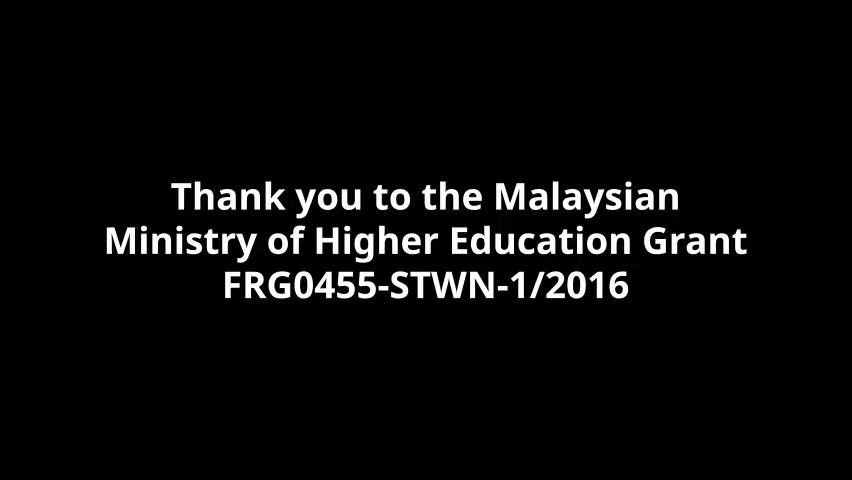 Thank you to the Malaysian
Ministry of Higher Education Grant
FRG0455-STWN-1/2016